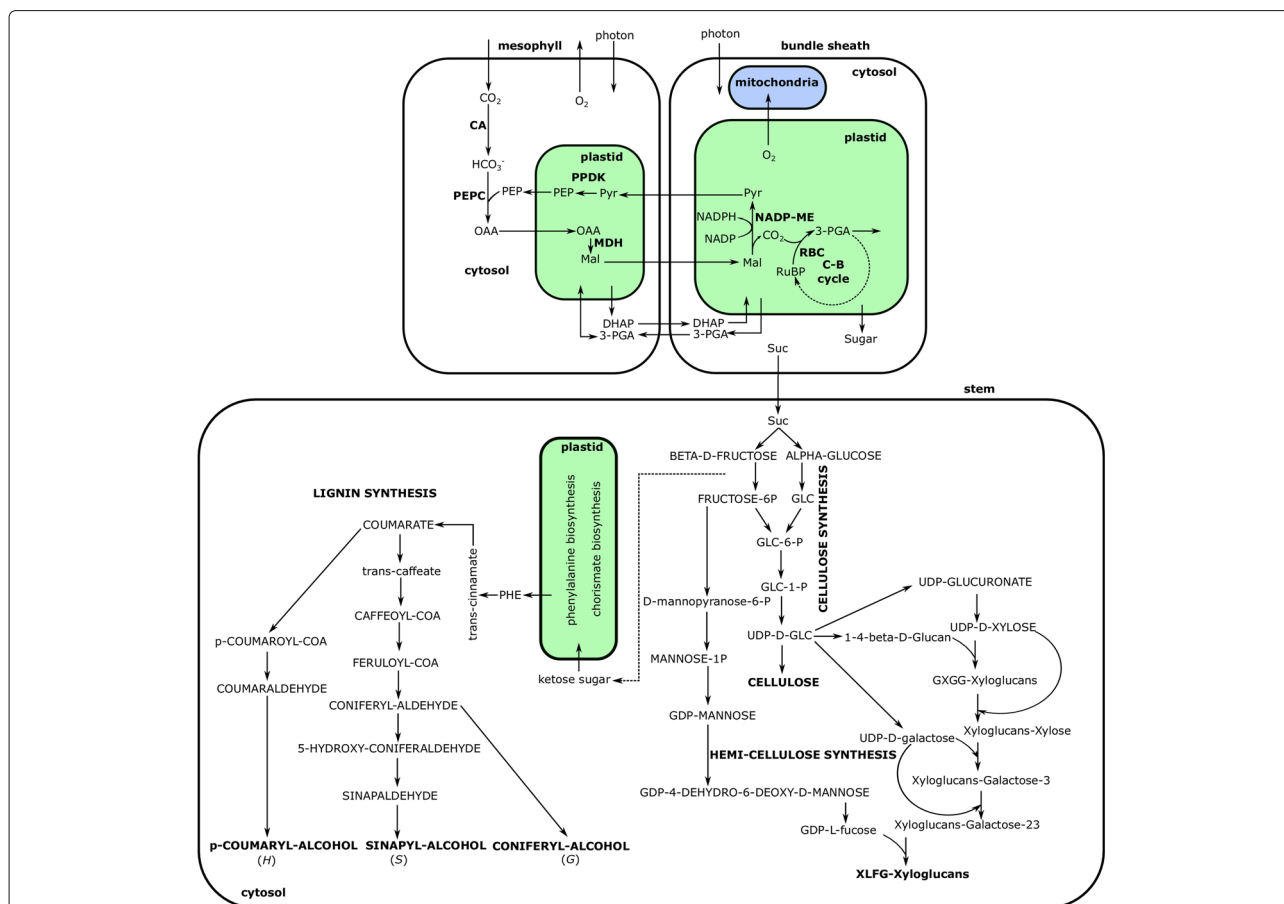 photon
photon
mesophyll
bundle sheath
cytosol
mitochondria
CO2
O2
CA
plastid
plastid
O2
HCO3-
PPDK
PEPC
PEP
PEP
Pyr
Pyr
NADPH
NADP-ME
OAA
OAA
NADP
CO2
3-PGA
MDH
RBC
Mal
Mal
C-B
cycle
RuBP
cytosol
DHAP
DHAP
3-PGA
3-PGA
Sugar
Suc
stem
Suc
plastid
BETA-D-FRUCTOSE
ALPHA-GLUCOSE
LIGNIN SYNTHESIS
phenylalanine biosynthesis
chorismate biosynthesis
FRUCTOSE-6P
GLC
CELLULOSE SYNTHESIS
COUMARATE
GLC-6-P
trans-caffeate
trans-cinnamate
PHE
GLC-1-P
UDP-GLUCURONATE
D-mannopyranose-6-P
CAFFEOYL-COA
UDP-D-XYLOSE
p-COUMAROYL-COA
UDP-D-GLC
1-4-beta-D-Glucan
FERULOYL-COA
MANNOSE-1P
ketose sugar
CELLULOSE
GXGG-Xyloglucans
COUMARALDEHYDE
CONIFERYL-ALDEHYDE
GDP-MANNOSE
Xyloglucans-Xylose
UDP-D-galactose
5-HYDROXY-CONIFERALDEHYDE
HEMI-CELLULOSE SYNTHESIS
Xyloglucans-Galactose-3
SINAPALDEHYDE
GDP-4-DEHYDRO-6-DEOXY-D-MANNOSE
GDP-L-fucose
Xyloglucans-Galactose-23
p-COUMARYL-ALCOHOL
SINAPYL-ALCOHOL
CONIFERYL-ALCOHOL
(H)
(S)
(G)
XLFG-Xyloglucans
cytosol